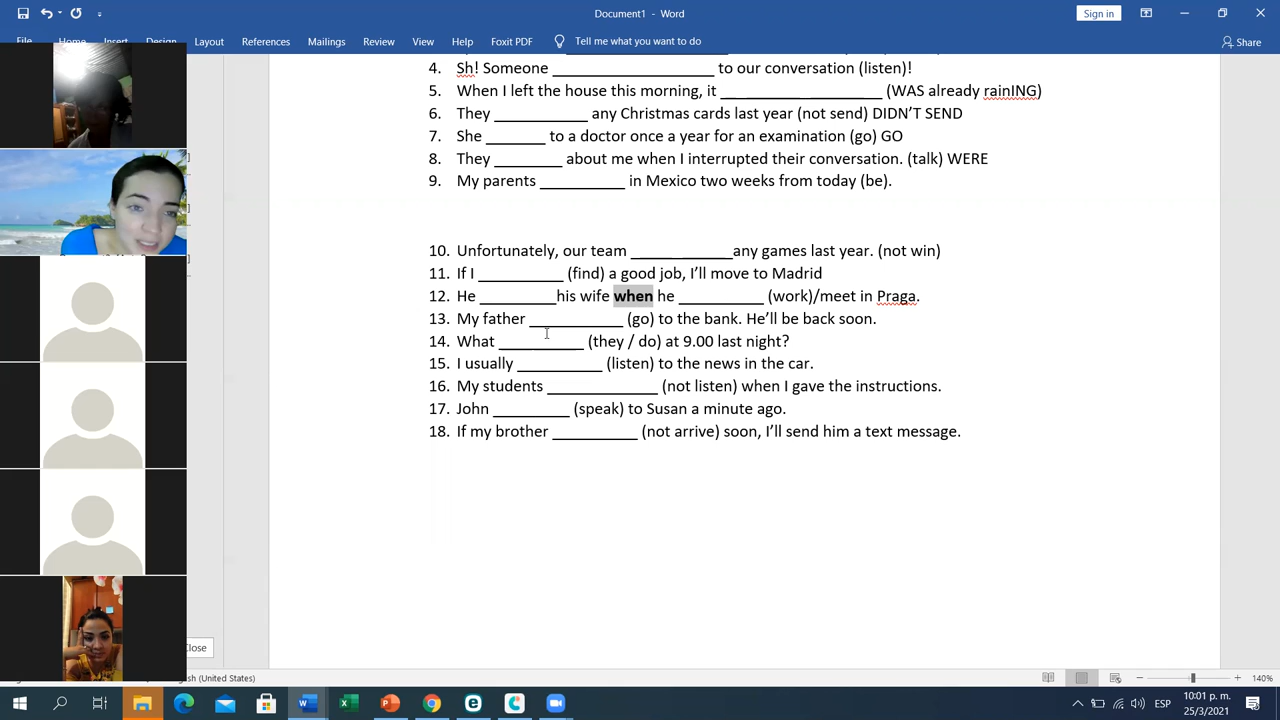 Document1 - Word
Sign in
File Home Insert Design Layout References Mailings Review View Help Foxit PDF Tell me what you want to do Share
4. Sh! Someone __________________ to our conversation (listen)!
5. When I left the house this morning, it __ ___________ ________ (WAS already rainING)
6. They __________ any Christmas cards last year (not send) DIDN'T SEND
7. She _______ to a doctor once a year for an examination (go) GO
8. They ________ about me when I interrupted their conversation. (talk) WERE
9. My parents __________ in Mexico two weeks from today (be).
10. Unfortunately, our team ___________any games last year. (not win)
11. If I __________ (find) a good job, I'll move to Madrid
12. He _________his wife when he __________ (work)/meet in Praga.
13. My father ___________ (go) to the bank. He'll be back soon.
14. What __________ (they / do) at 9.00 last night?
15. I usually __________ (listen) to the news in the car.
16. My students _____________ (not listen) when I gave the instructions.
17. John _________ (speak) to Susan a minute ago.
18. If my brother __________ (not arrive) soon, I'll send him a text message.
Close
English (United States)
140%
ESP
10:01 p. m.
25/3/2021